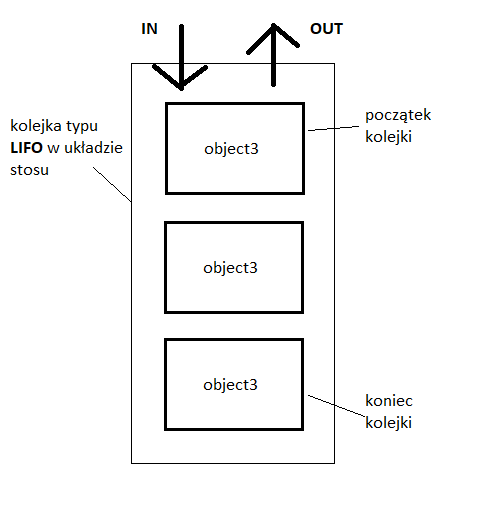 IN
OUT
początek
kolejki
kolejka typu
LIFO w układzie
stosu
object3
object3
object3
koniec
kolejki